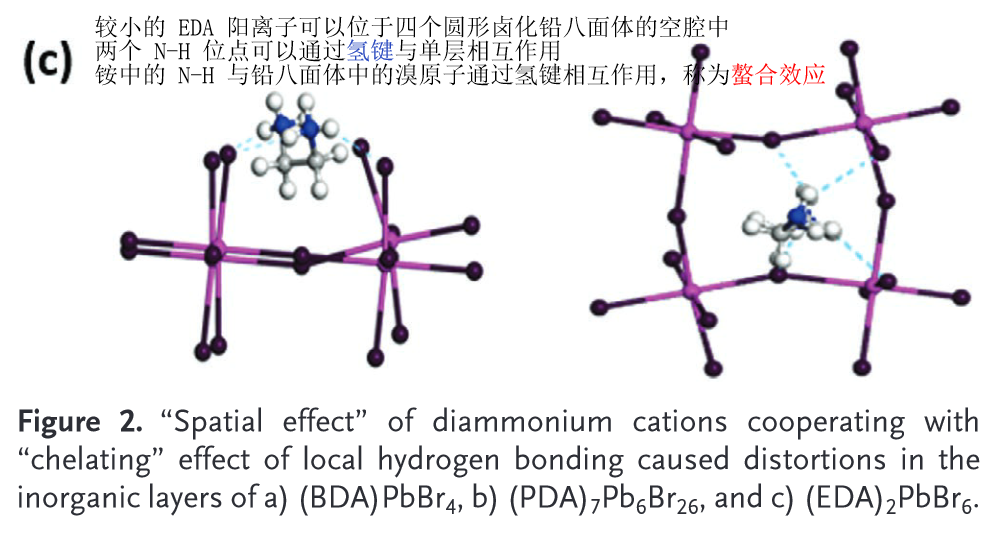 (c)
较小的 EDA 阳离子可以位于四个圆形卤化铅八面体的空腔中
两个 N-H 位点可以通过氢键与单层相互作用
铵中的 N-H 与铅八面体中的溴原子通过氢键相互作用，称为螯合效应
Figure 2. “Spatial effect” of diammonium cations cooperating with
“chelating” effect of local hydrogen bonding caused distortions in the
inorganic layers of a) (BDA)PbBr₄, b) (PDA)₇Pb₆Br₂₆, and c) (EDA)₂PbBr₆.